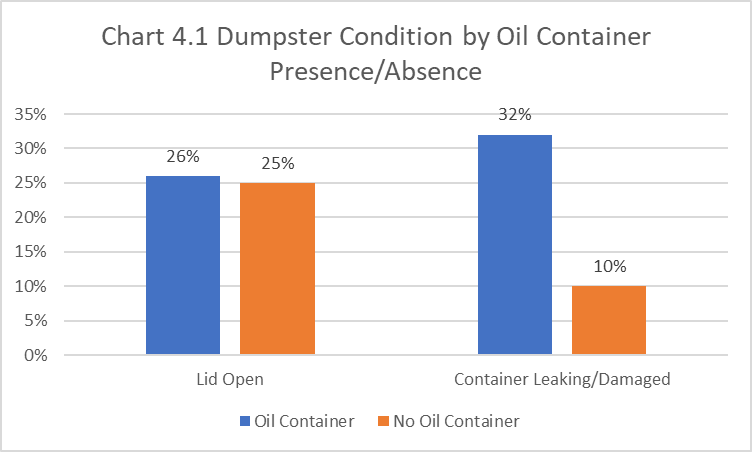 Chart 4.1 Dumpster Condition by Oil Container
Presence/Absence
35%
30%
25%
20%
15%
10%
5%
0%
26%
25%
32%
10%
Lid Open
Container Leaking/Damaged
Oil Container
No Oil Container